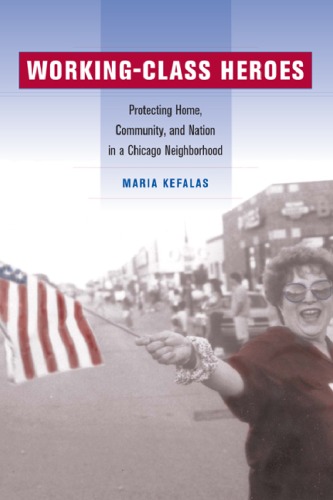 WORKING-CLASS HEROES
Protecting Home,
Community, and Nation
in a Chicago Neighborhood
MARIA KEFALAS